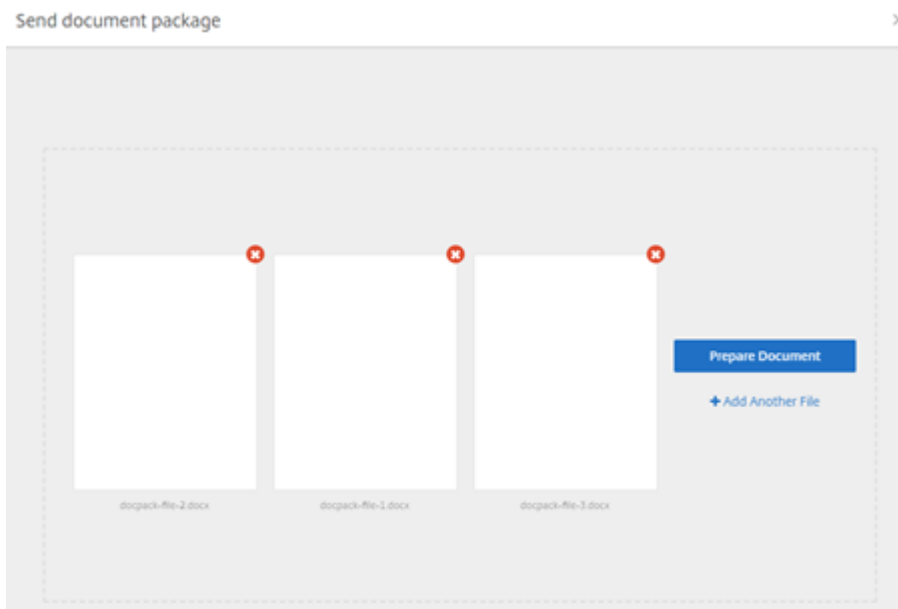 Send document package
Prepare Document
+ Add Another File
docpack-file-2.docx
docpack-file-1.docx
docpack-file-3.docx